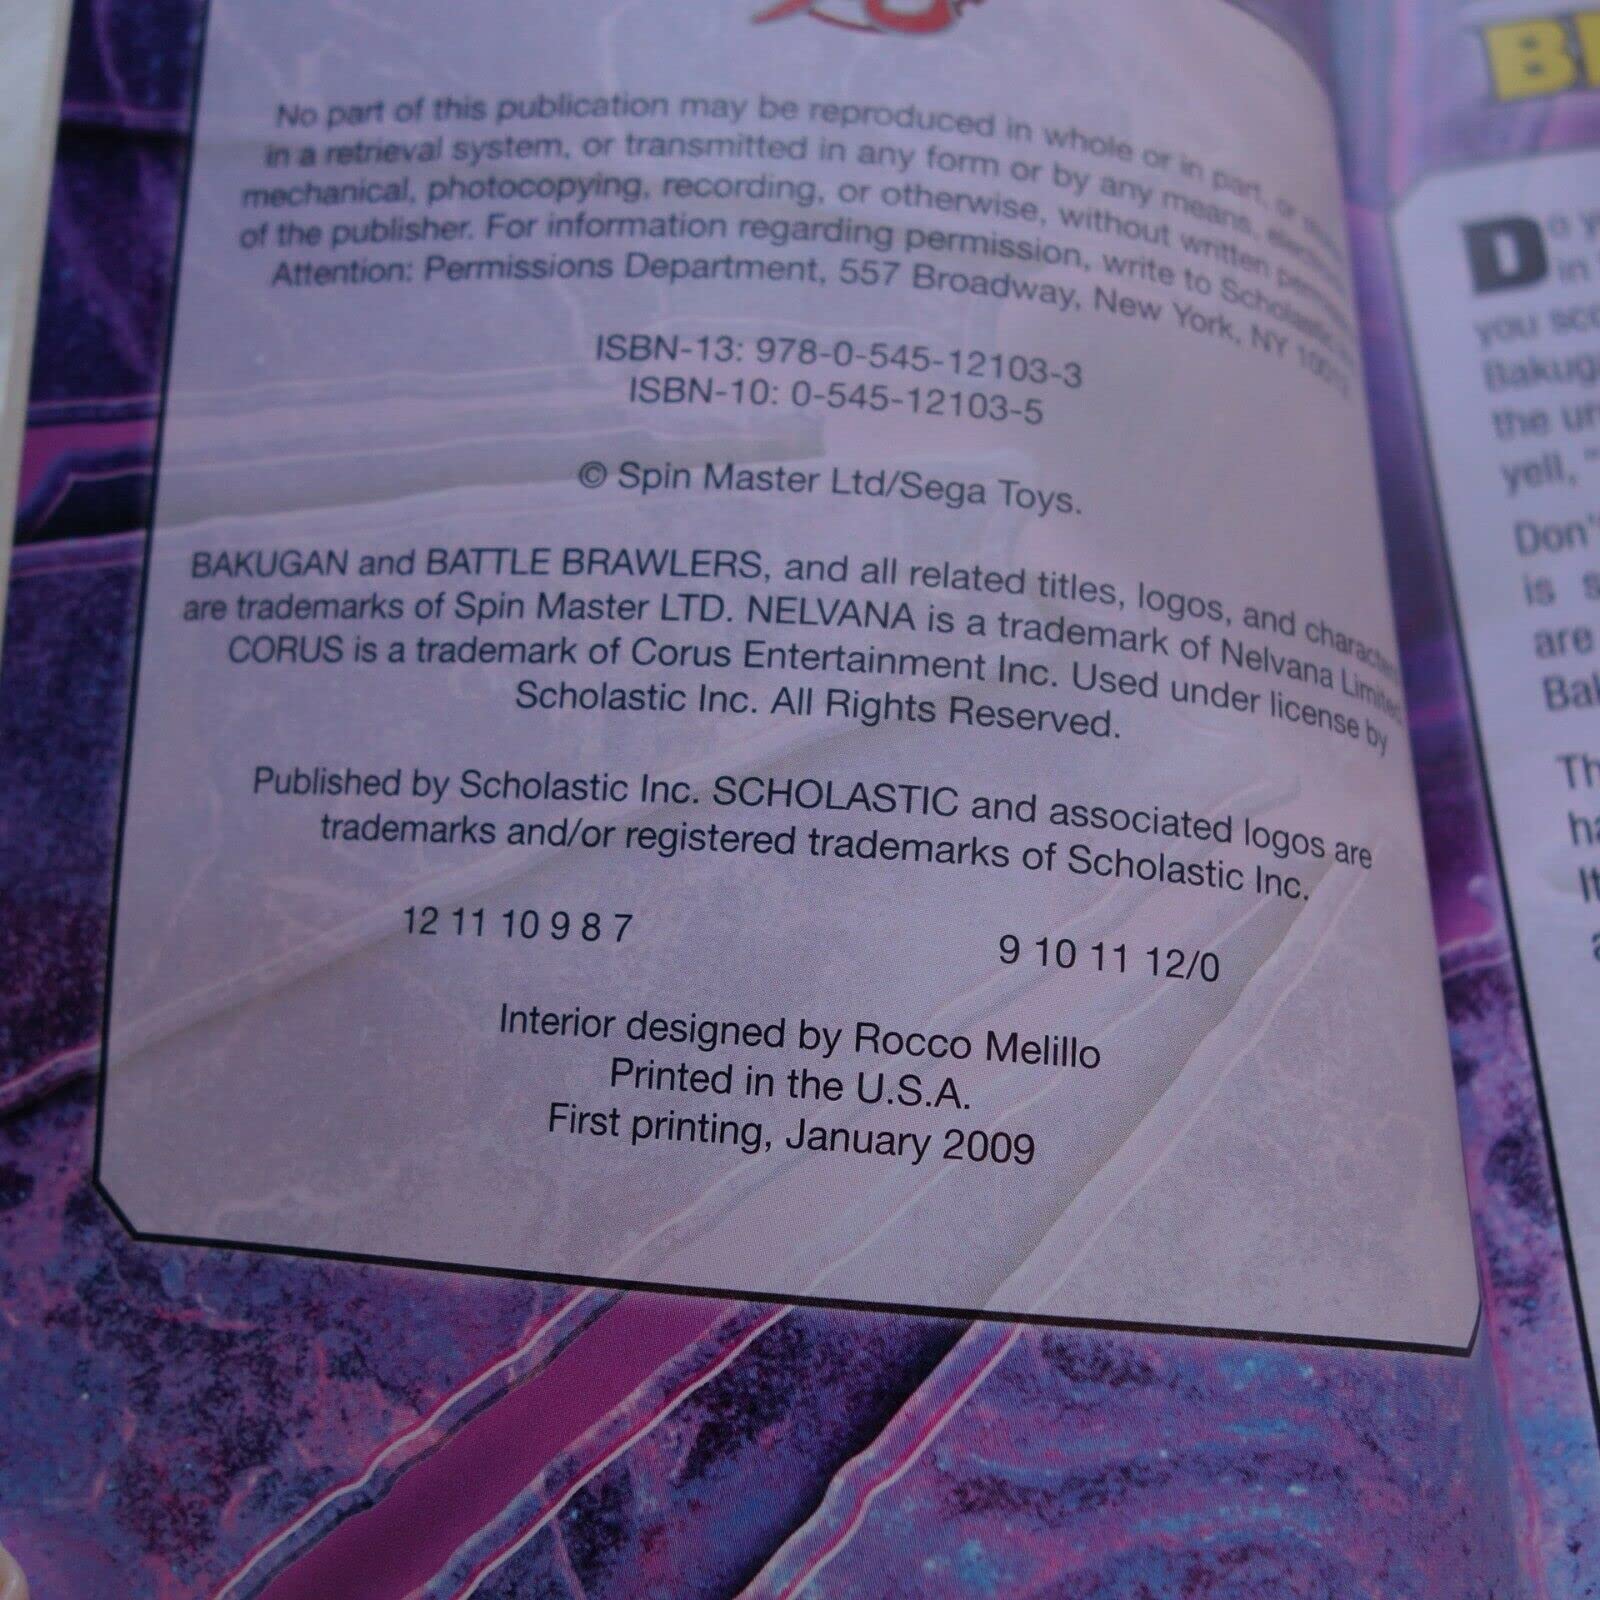 No part of this publication may be reproduced in whole or in part, or
in a retrieval system, or transmitted in any form or by any means,
mechanical, photocopying, recording, or otherwise, without written
of the publisher. For information regarding permission, write to Scholastic
Attention: Permissions Department, 557 Broadway, New York, NY
ISBN-13: 978-0-545-12103-3
ISBN-10: 0-545-12103-5
© Spin Master Ltd/Sega Toys.
BAKUGAN and BATTLE BRAWLERS, and all related titles, logos, and
are trademarks of Spin Master LTD. NELVANA is a trademark of Nelvana
CORUS is a trademark of Corus Entertainment Inc. Used under license by
Scholastic Inc. All Rights Reserved.
Published by Scholastic Inc. SCHOLASTIC and associated logos are
trademarks and/or registered trademarks of Scholastic Inc.
12 11 10 9 8 7 9 10 11 12/0
Interior designed by Rocco Melillo
Printed in the U.S.A.
First printing, January 2009
you
the
yell, "
Don't
is
are